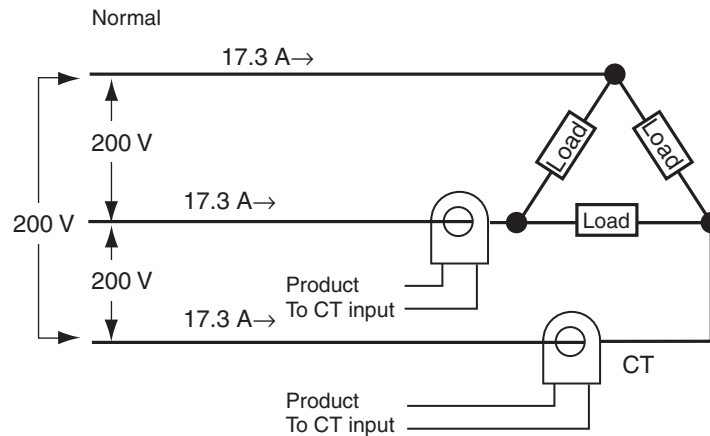 Normal
17.3 A→
200 V
Load
Load
17.3 A→
200 V
Load
200 V
Product
To CT input
17.3 A→
CT
Product
To CT input